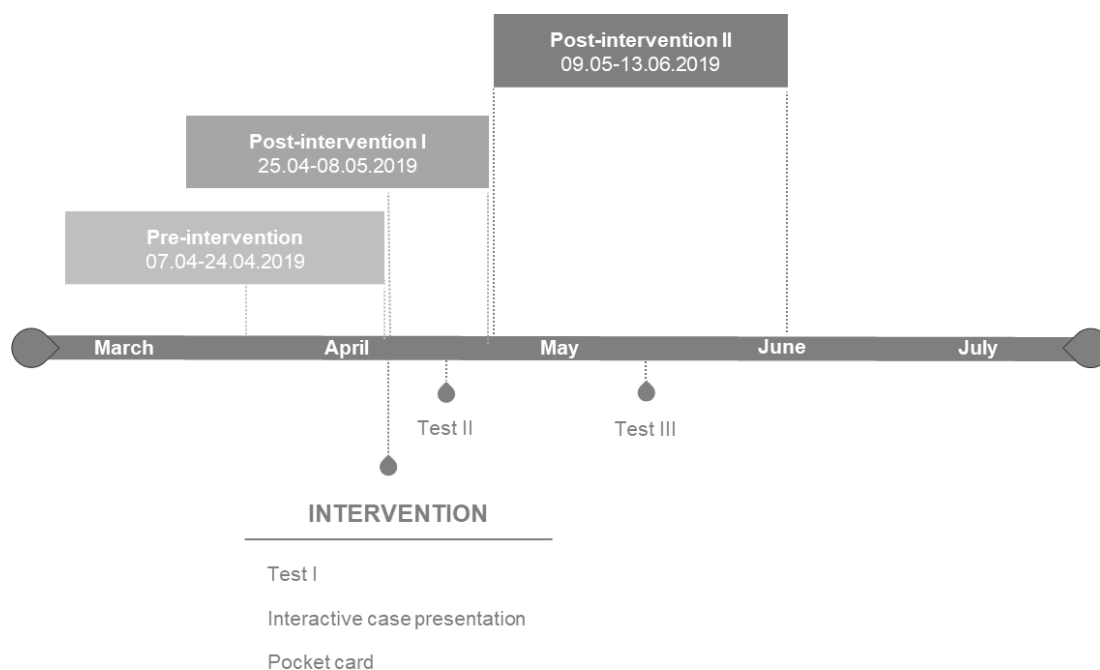 Post-intervention II
09.05-13.06.2019
Post-intervention I
25.04-08.05.2019
Pre-intervention
07.04-24.04.2019
March April May June July
Test II Test III
INTERVENTION
Test I
Interactive case presentation
Pocket card